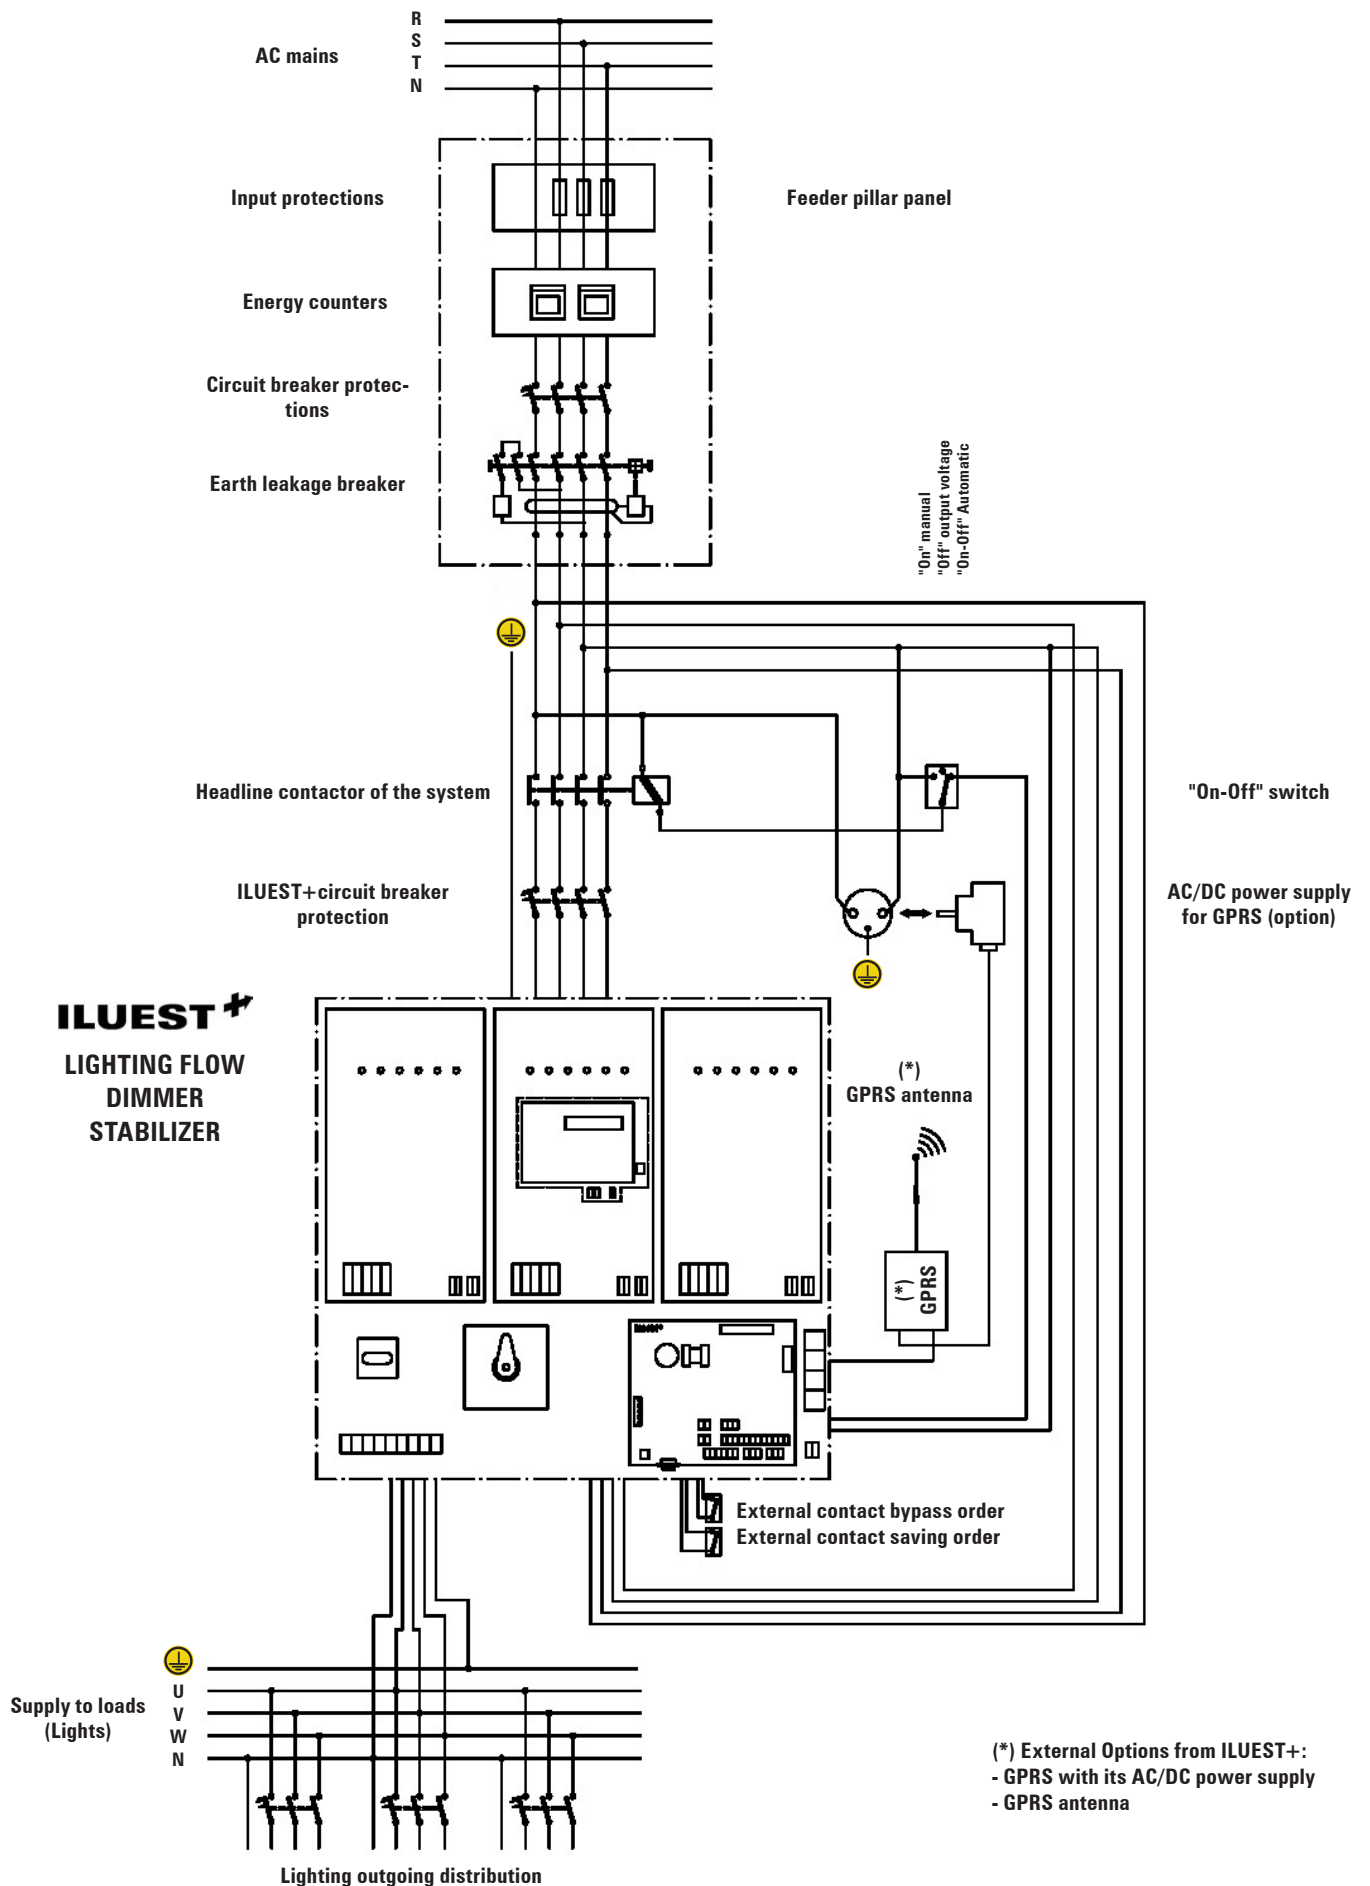 R
S
AC mains
T
N
Input protections
Feeder pillar panel
Energy counters
Circuit breaker protec-
tions
Earth leakage breaker
"On" manual
"Off" output voltage
"On-Off" Automatic
Headline contactor of the system
"On-Off" switch
ILUEST+circuit breaker
protection
AC/DC power supply
for GPRS (option)
ILUEST+
LIGHTING FLOW
DIMMER
STABILIZER
(*)
GPRS antenna
(*)
GPRS
External contact bypass order
External contact saving order
U
Supply to loads
(Lights)
V
W
N
(*) External Options from ILUEST+:
- GPRS with its AC/DC power supply
- GPRS antenna
Lighting outgoing distribution